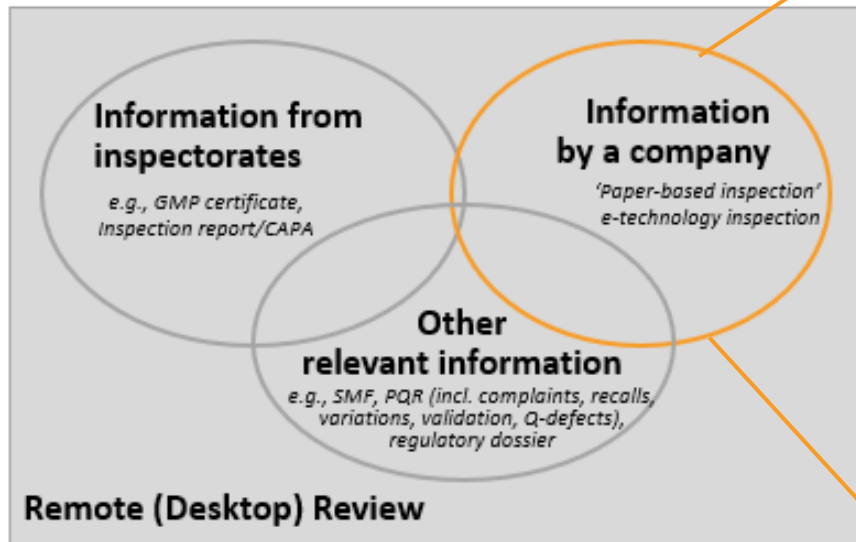 Information from
inspectorates
e.g., GMP certificate,
Inspection report/CAPA
Information
by a company
‘Paper-based inspection’
e-technology inspection
Other
relevant information
e.g., SMF, PQR (incl. complaints, recalls,
variations, validation, Q-defects),
regulatory dossier
Remote (Desktop) Review